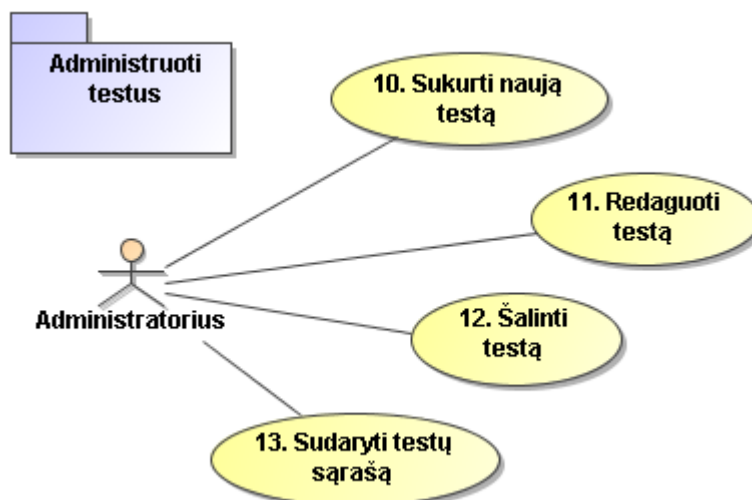 Administruoti
testus
10. Sukurti naują
testą
11. Redaguoti
testą
Administratorius
12. Šalinti
testą
13. Sudaryti testų
sąrašą